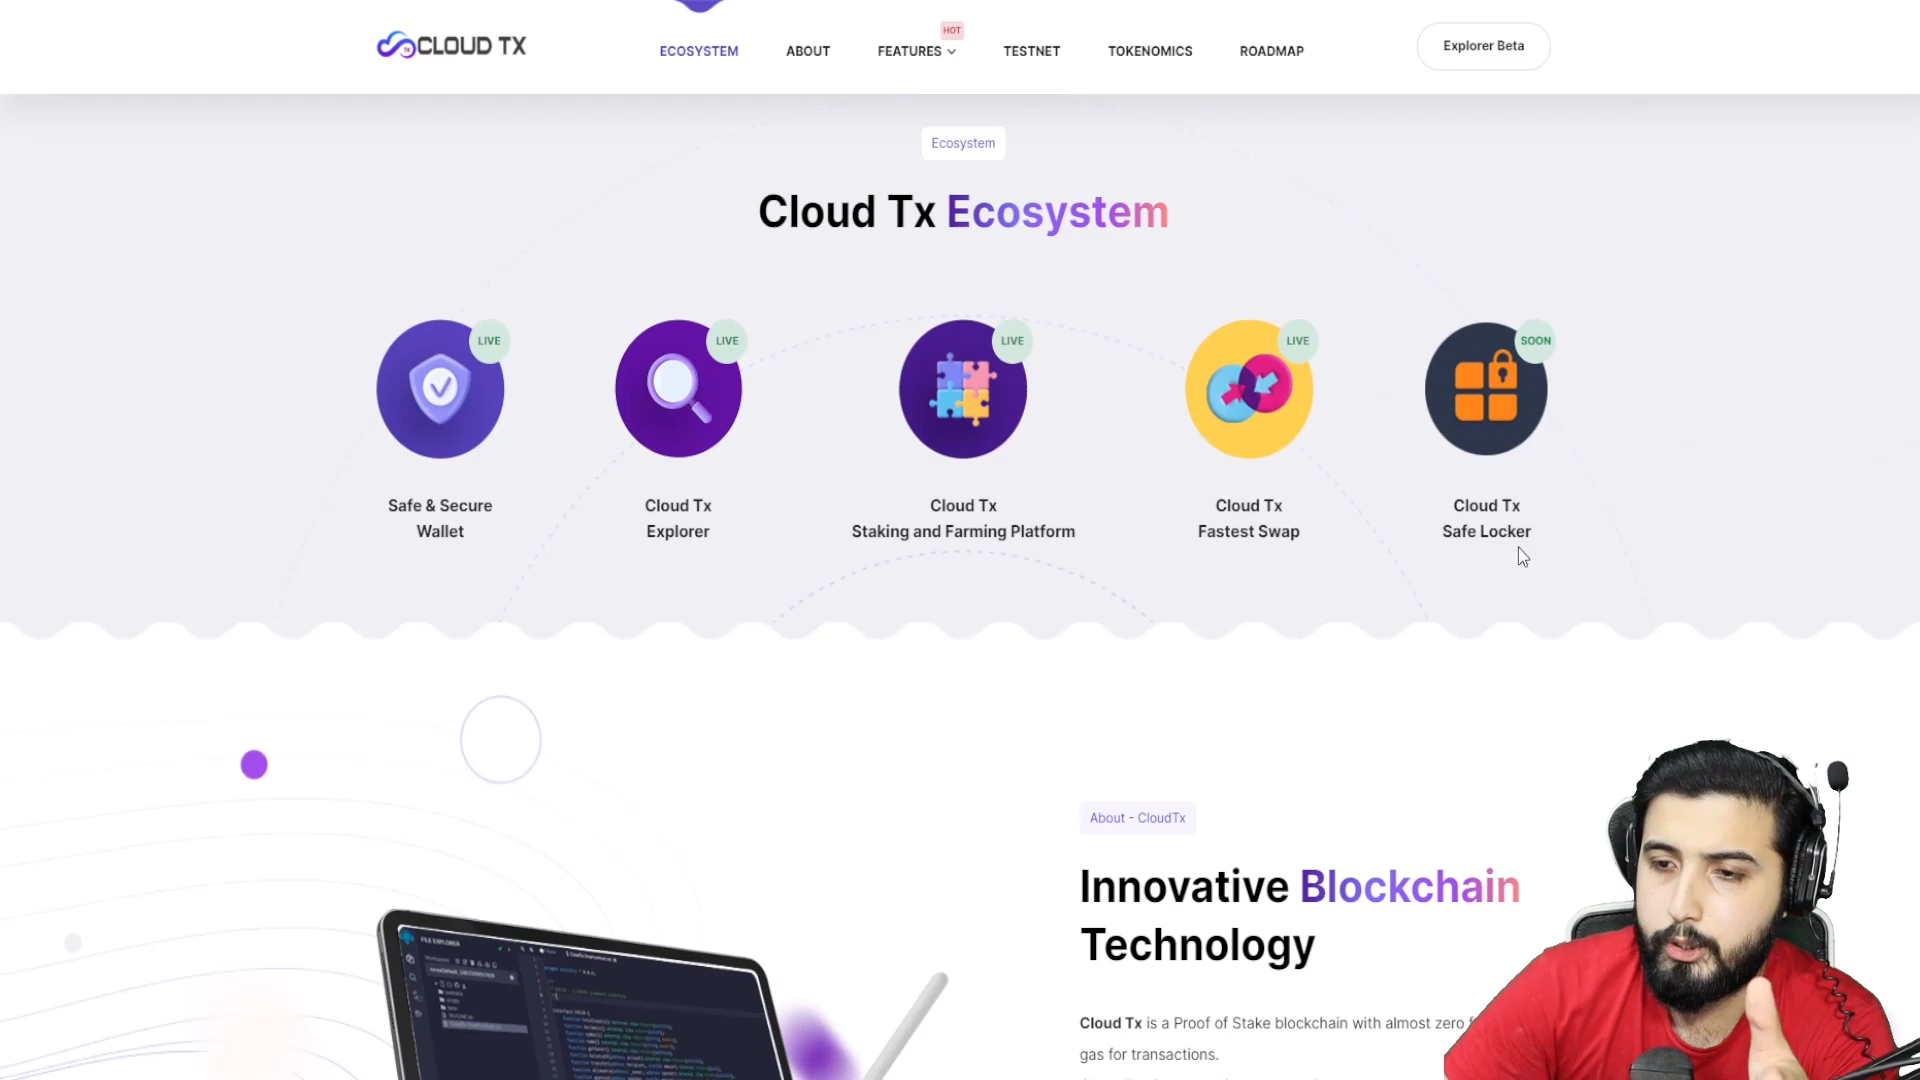 CLOUD TX
ECOSYSTEM
ABOUT
FEATURES
HOT
TESTNET
TOKENOMICS
ROADMAP
Explorer Beta
Ecosystem
Cloud Tx Ecosystem
LIVE
LIVE
LIVE
LIVE
SOON
Safe & Secure
Wallet
Cloud Tx
Explorer
Cloud Tx
Staking and Farming Platform
Cloud Tx
Fastest Swap
Cloud Tx
Safe Locker
About - CloudTx
Innovative Blockchain
Technology
Cloud Tx is a Proof of Stake blockchain with almost zero
gas for transactions.
FILE EXPLORER